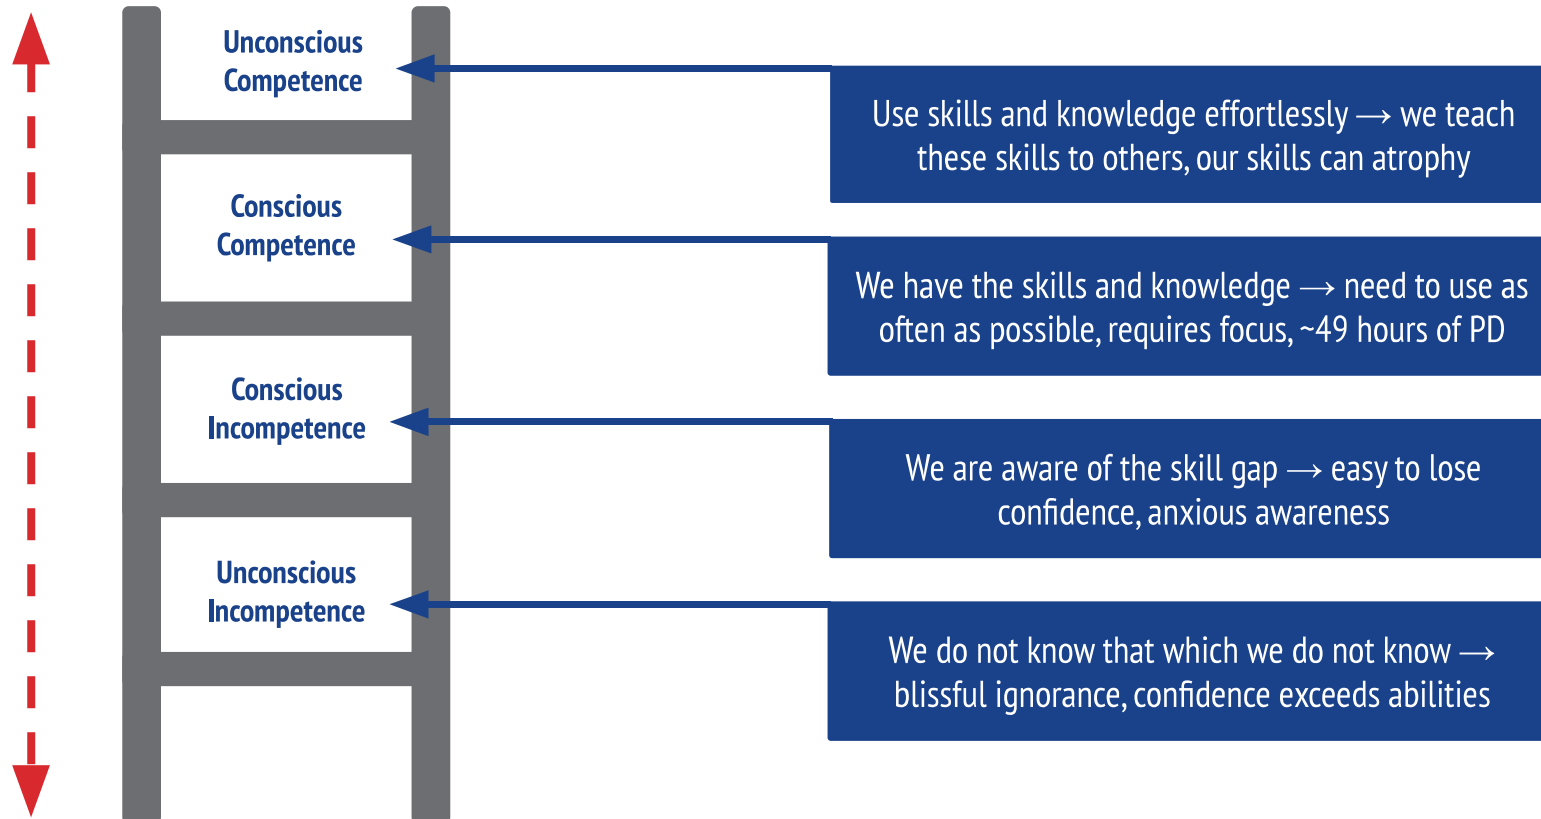 Unconscious
Competence
Use skills and knowledge effortlessly → we teach
these skills to others, our skills can atrophy
Conscious
Competence
We have the skills and knowledge → need to use as
often as possible, requires focus, ~49 hours of PD
Conscious
Incompetence
We are aware of the skill gap → easy to lose
confidence, anxious awareness
Unconscious
Incompetence
We do not know that which we do not know →
blissful ignorance, confidence exceeds abilities